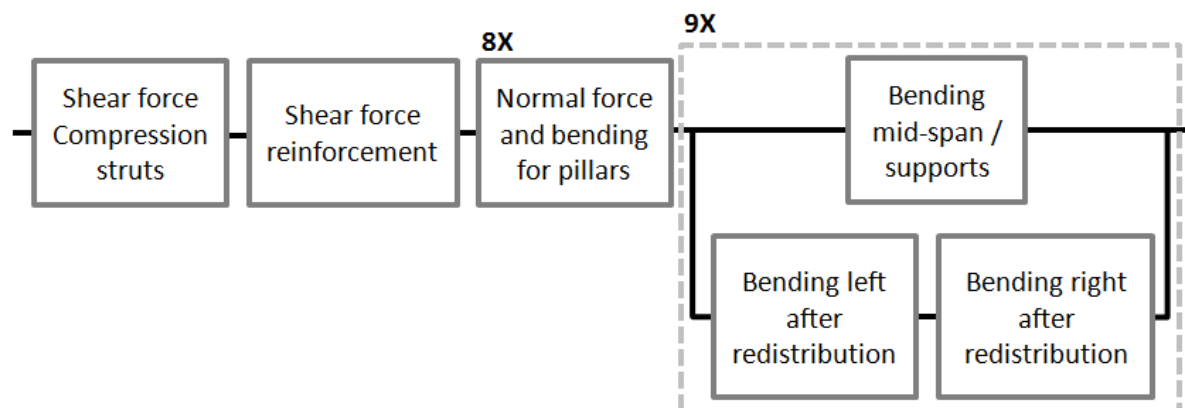 9X
8X
Shear force
Compression
struts
Shear force
reinforcement
Normal force
and bending
for pillars
Bending
mid-span /
supports
Bending left
after
redistribution
Bending right
after
redistribution